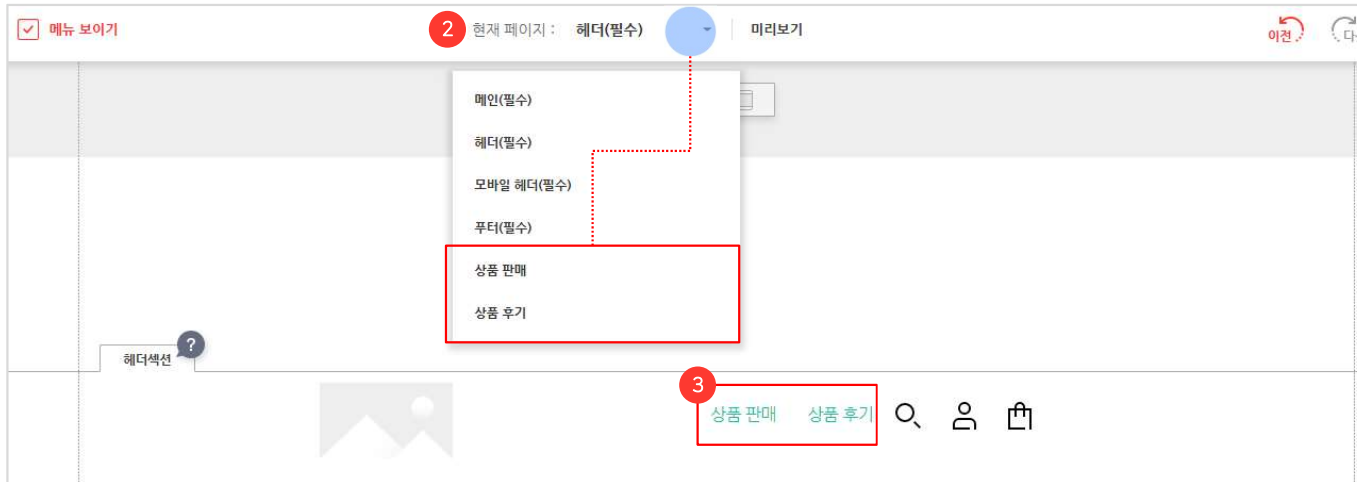 메뉴 보이기
2 현재 페이지 : 헤더(필수) 미리보기
이전
메인(필수)
헤더(필수)
모바일 헤더(필수)
푸터(필수)
상품 판매
상품 후기
헤더섹션 ?
3
상품 판매 상품 후기